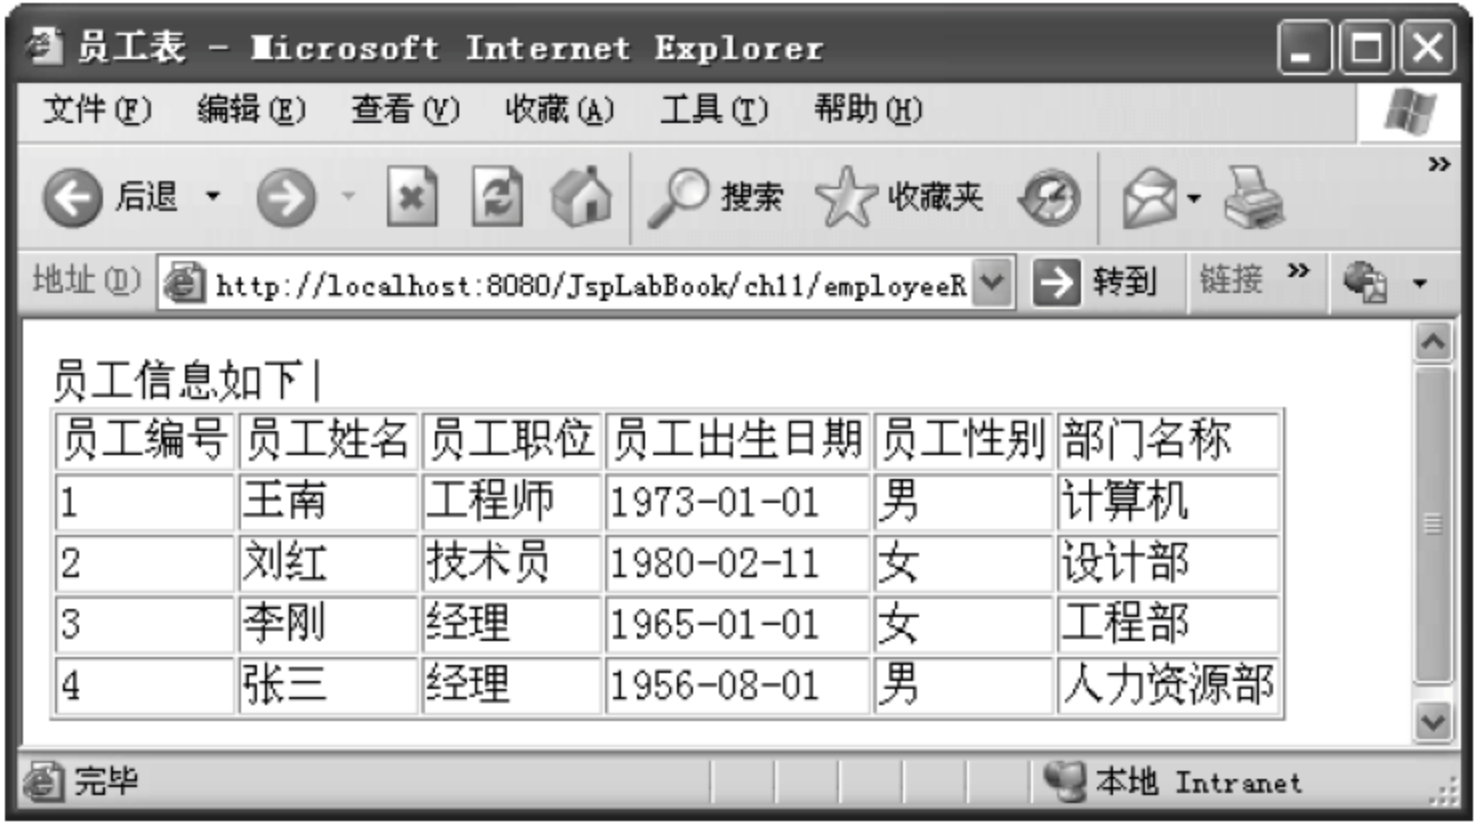 员工表 - Microsoft Internet Explorer
文件(F) 编辑(E) 查看(V) 收藏(A) 工具(T) 帮助(H)
后退 搜索 收藏夹 »
地址(D) http://localhost:8080/JspLabBook/ch11/employeeR 转到 链接 »
员工信息如下|
员工编号 员工姓名 员工职位 员工出生日期 员工性别 部门名称
1 王南 工程师 1973-01-01 男 计算机
2 刘红 技术员 1980-02-11 女 设计部
3 李刚 经理 1965-01-01 女 工程部
4 张三 经理 1956-08-01 男 人力资源部
完毕 本地 Intranet